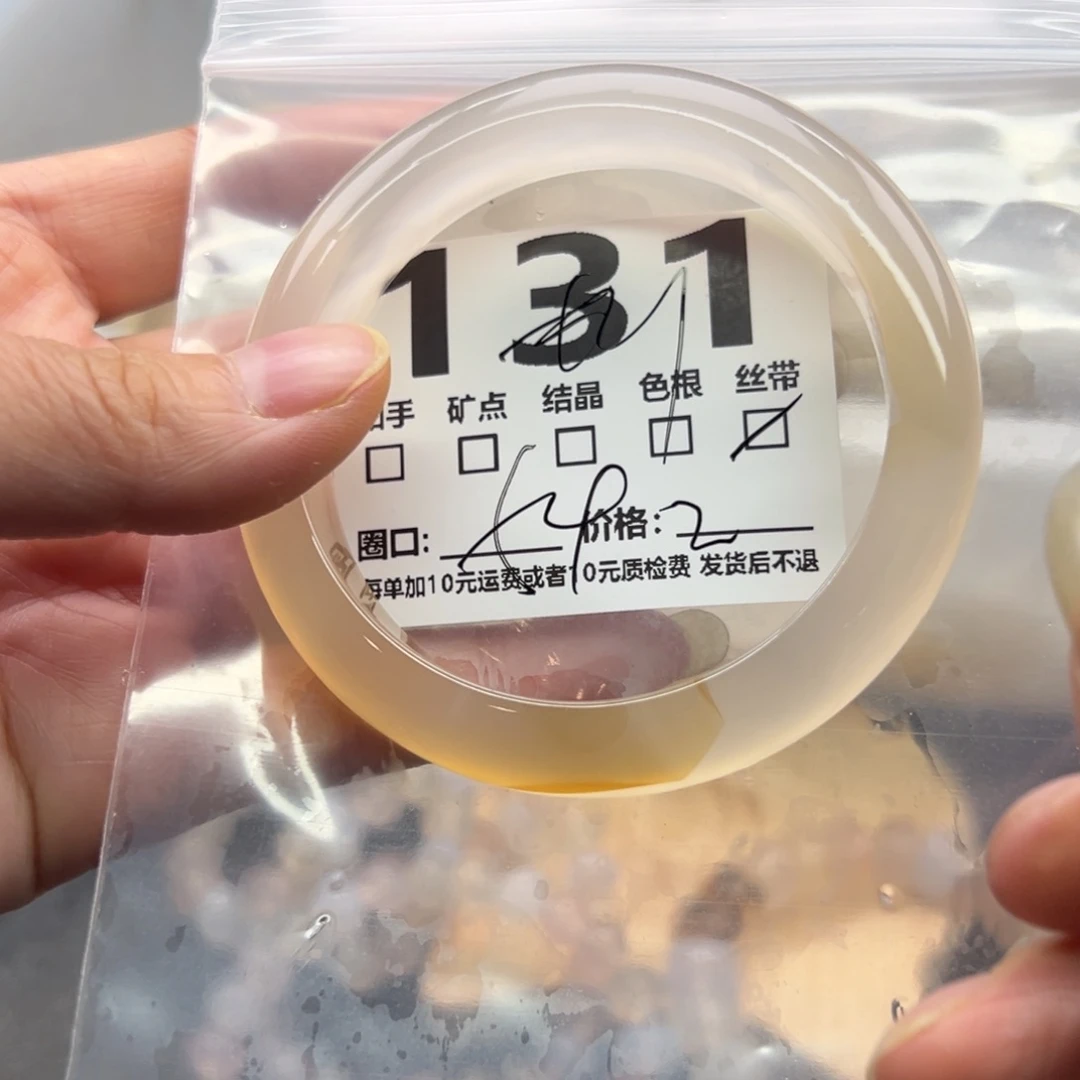 131
手 矿点 结晶 色根 丝带
圈口: 价格: 2
每单加10元运费或者10元质检费 发货后不退